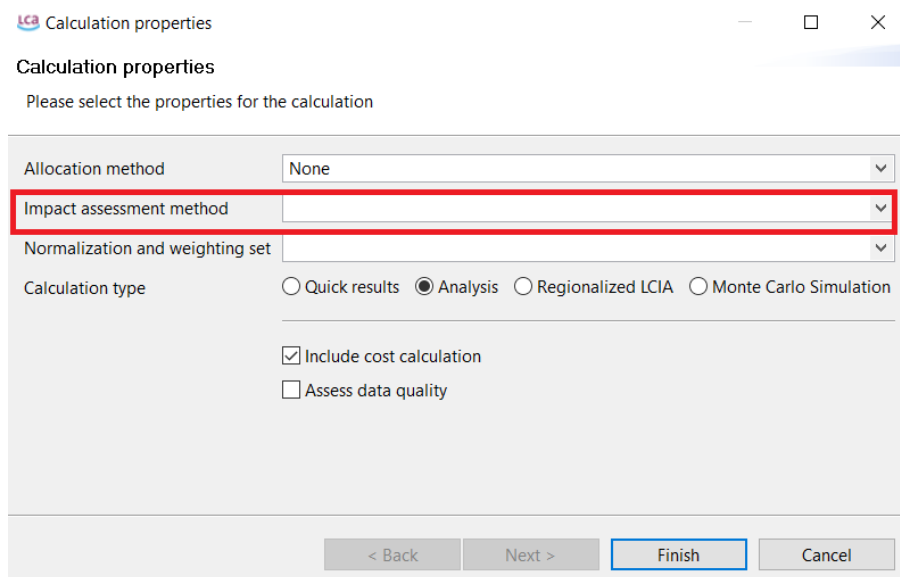 LCa Calculation properties
Calculation properties
Please select the properties for the calculation
Allocation method None
Impact assessment method
Normalization and weighting set
Calculation type Quick results Analysis Regionalized LCIA Monte Carlo Simulation
Include cost calculation
Assess data quality
< Back Next > Finish Cancel